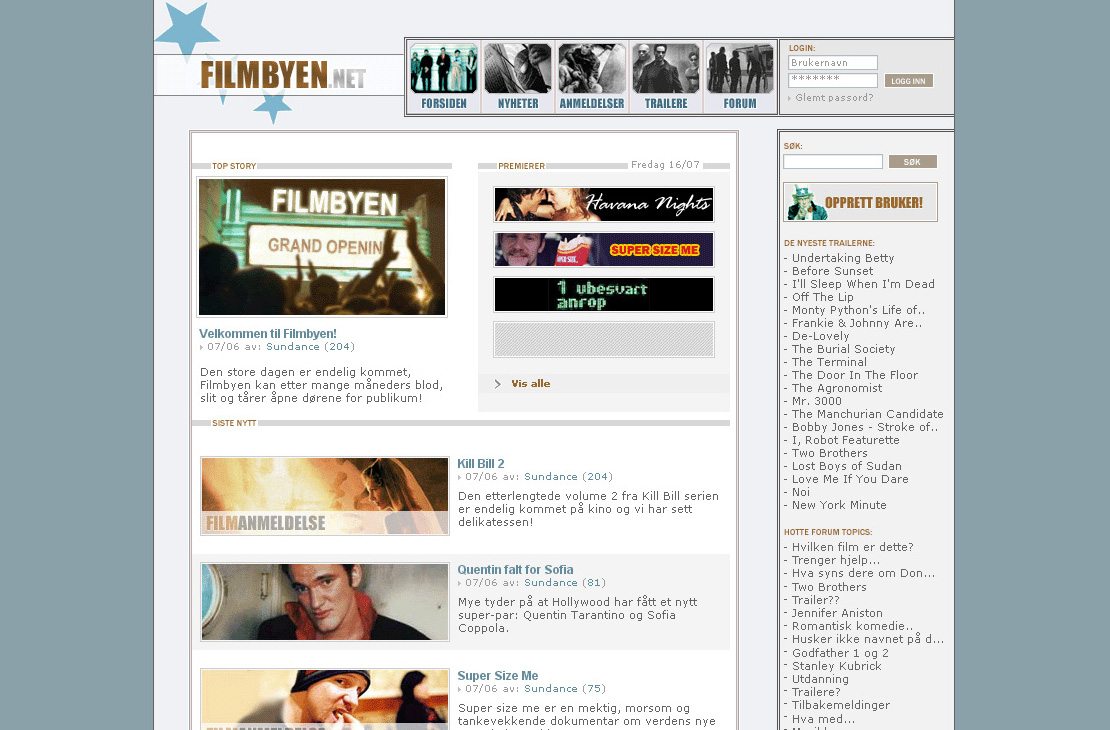 FILMBYEN.NET
FORSIDEN
NYHETER
ANMELDELSER
TRAILERE
FORUM
LOGIN:
Brukernavn
*******
LOGG INN
Glemt passord?
TOP STORY
FILMBYEN
GRAND OPENIN
Velkommen til Filmbyen!
07/06 av: Sundance (204)
Den store dagen er endelig kommet,
Filmbyen kan etter mange måneders blod,
slit og tårer åpne dørene for publikum!
PREMIERER
Fredag 16/07
Havana Nights
SUPER SIZE ME
1 ubesvart
anrop
Vis alle
SISTE NYTT
Kill Bill 2
07/06 av: Sundance (204)
Den etterlengtede volume 2 fra Kill Bill serien
er endelig kommet på kino og vi har sett
delikatessen!
FILMANMELDELSE
Quentin falt for Sofia
07/06 av: Sundance (81)
Mye tyder på at Hollywood har fått et nytt
super-par: Quentin Tarantino og Sofia
Coppola.
Super Size Me
07/06 av: Sundance (75)
Super size me er en mektig, morsom og
tankevekkende dokumentar om verdens nye
FILMANMELDELSE
SØK:
SØK
OPPRETT BRUKER!
DE NYESTE TRAILERNE:
- Undertaking Betty
- Before Sunset
- I'll Sleep When I'm Dead
- Off The Lip
- Monty Python's Life of..
- Frankie & Johnny Are..
- De-Lovely
- The Burial Society
- The Terminal
- The Door In The Floor
- The Agronomist
- Mr. 3000
- The Manchurian Candidate
- Bobby Jones - Stroke of..
- I, Robot Featurette
- Two Brothers
- Lost Boys of Sudan
- Love Me If You Dare
- Noi
- New York Minute
HOTTE FORUM TOPICS:
- Hvilken film er dette?
- Trenger hjelp...
- Hva syns dere om Don...
- Two Brothers
- Trailer??
- Jennifer Aniston
- Romantisk komedie..
- Husker ikke navnet på d...
- Godfather 1 og 2
- Stanley Kubrick
- Utdanning
- Trailere?
- Tilbakemeldinger
- Hva med...